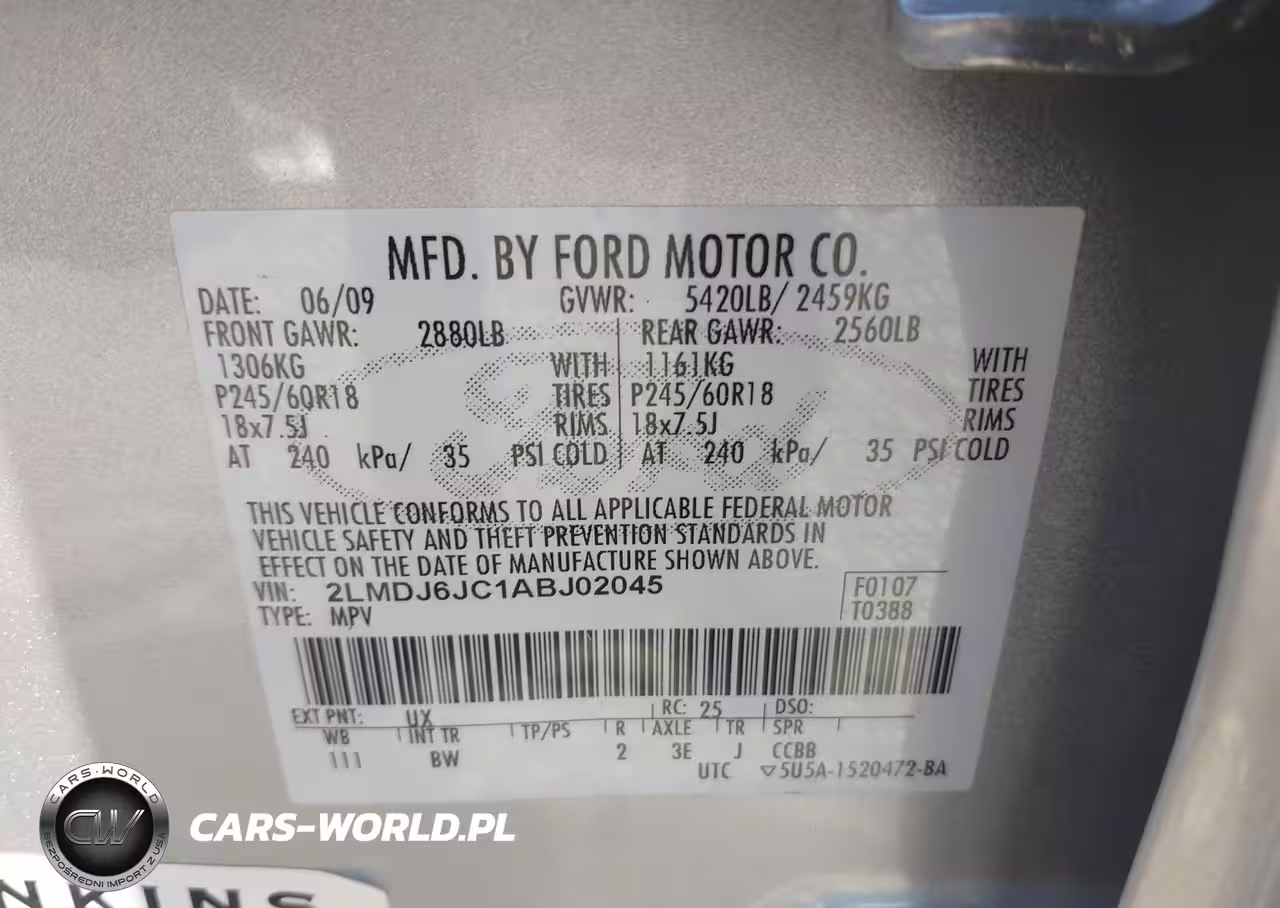 MFD. BY FORD MOTOR CO.
DATE: 06/09 GVWR: 5420LB/ 2459KG
FRONT GAWR: 2880LB REAR GAWR: 2560LB
1306KG WITH 1161KG WITH
P245/60R18 TIRES P245/60R18 TIRES
18x7.5J RIMS 18x7.5J RIMS
AT 240 kPa/ 35 PSI COLD AT 240 kPa/ 35 PSI COLD
THIS VEHICLE CONFORMS TO ALL APPLICABLE FEDERAL MOTOR
VEHICLE SAFETY AND THEFT PREVENTION STANDARDS IN
EFFECT ON THE DATE OF MANUFACTURE SHOWN ABOVE.
VIN: 2LMDJ6JC1ABJ02045 F0107
TYPE: MPV T0388
EXT PNT: UX RC: 25 DSO:
WB INT TR TP/PS R AXLE TR SPR
111 BW 2 3E J CCBB
UTC ▽5U5A-1520472-BA
CARS-WORLD
CW
BEZPOŚREDNI IMPORT Z USA
CARS-WORLD.PL
NKINS